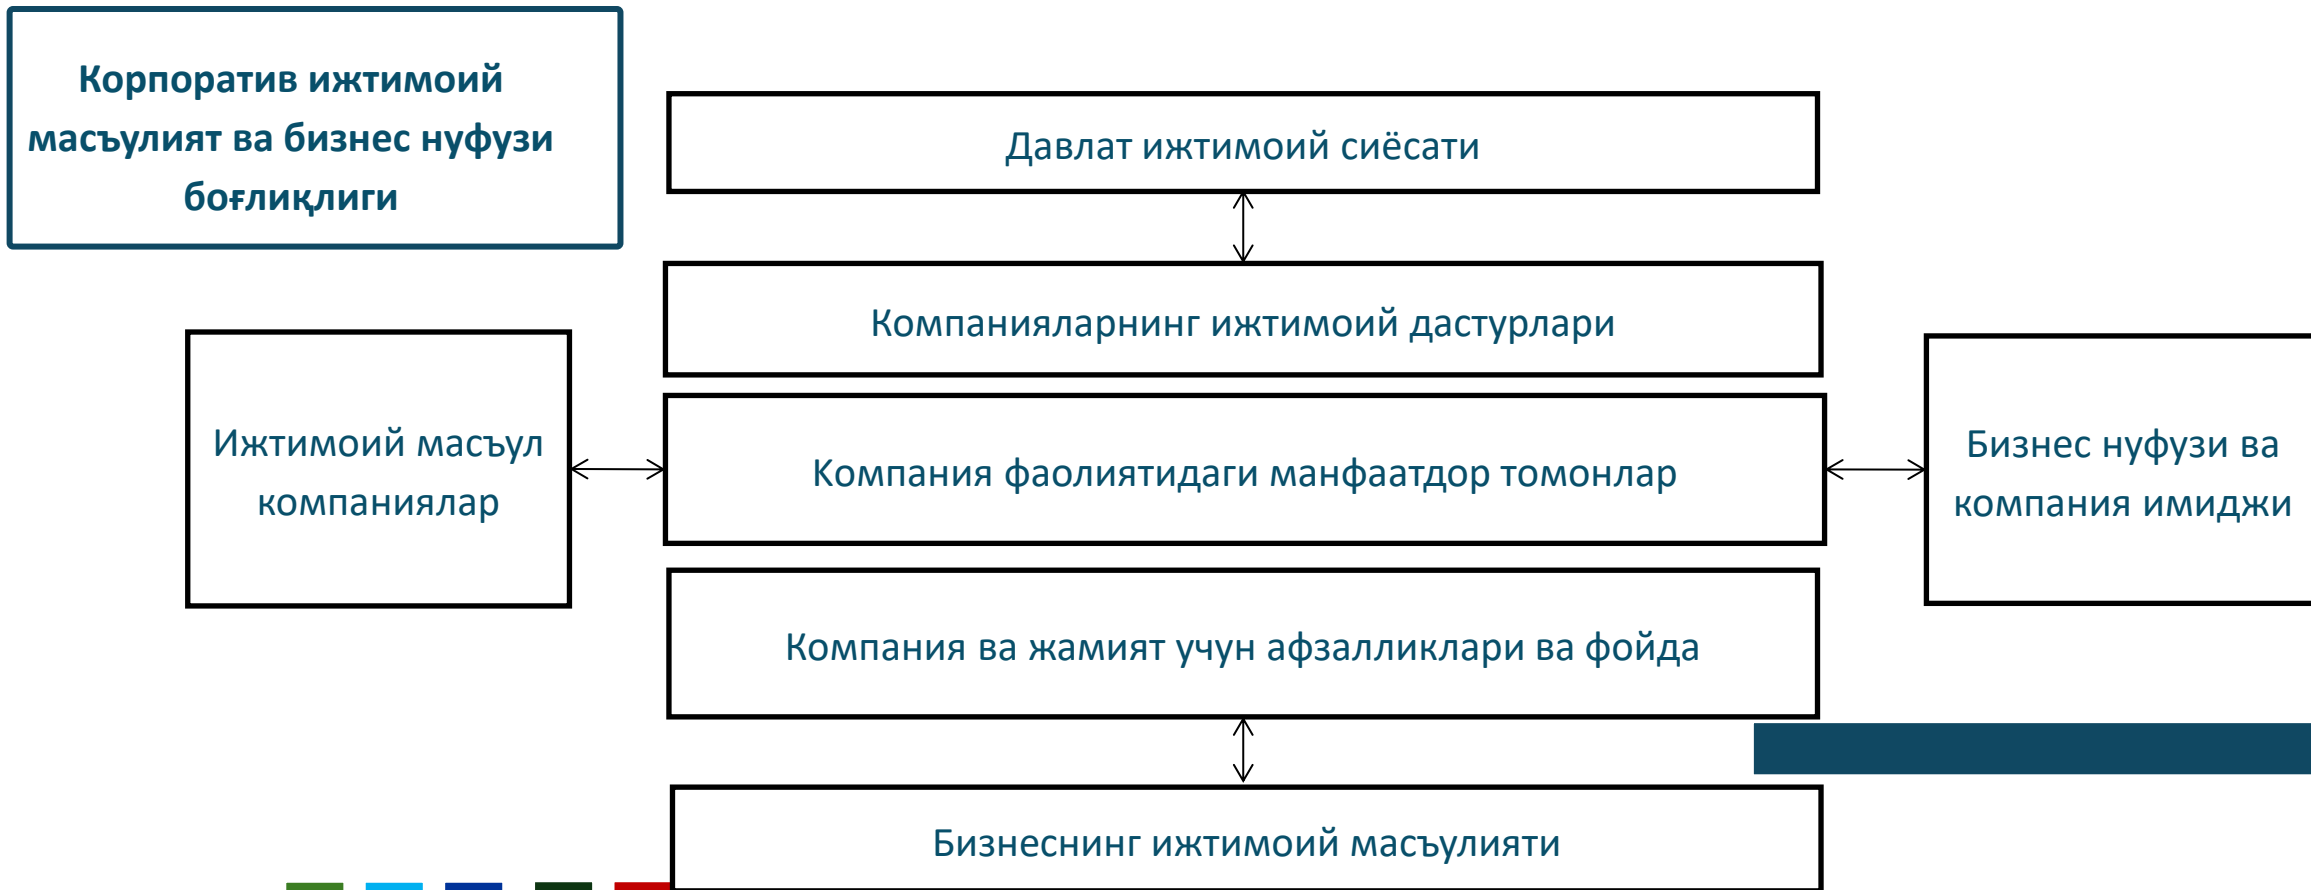 Корпоратив ижтимоий
масъулият ва бизнес нуфузи
боғлиқлиги
Давлат ижтимоий сиёсати
Компанияларнинг ижтимоий дастурлари
Ижтимоий масъул
компаниялар
Компания фаолиятидаги манфаатдор томонлар
Бизнес нуфузи ва
компания имиджи
Компания ва жамият учун афзалликлари ва фойда
Бизнеснинг ижтимоий масъулияти